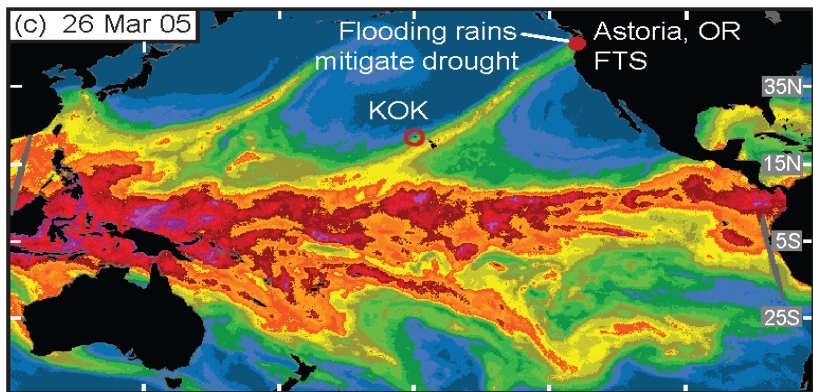 (c) 26 Mar 05
Flooding rains
mitigate drought
Astoria, OR
FTS
KOK
35N
15N
5S
25S